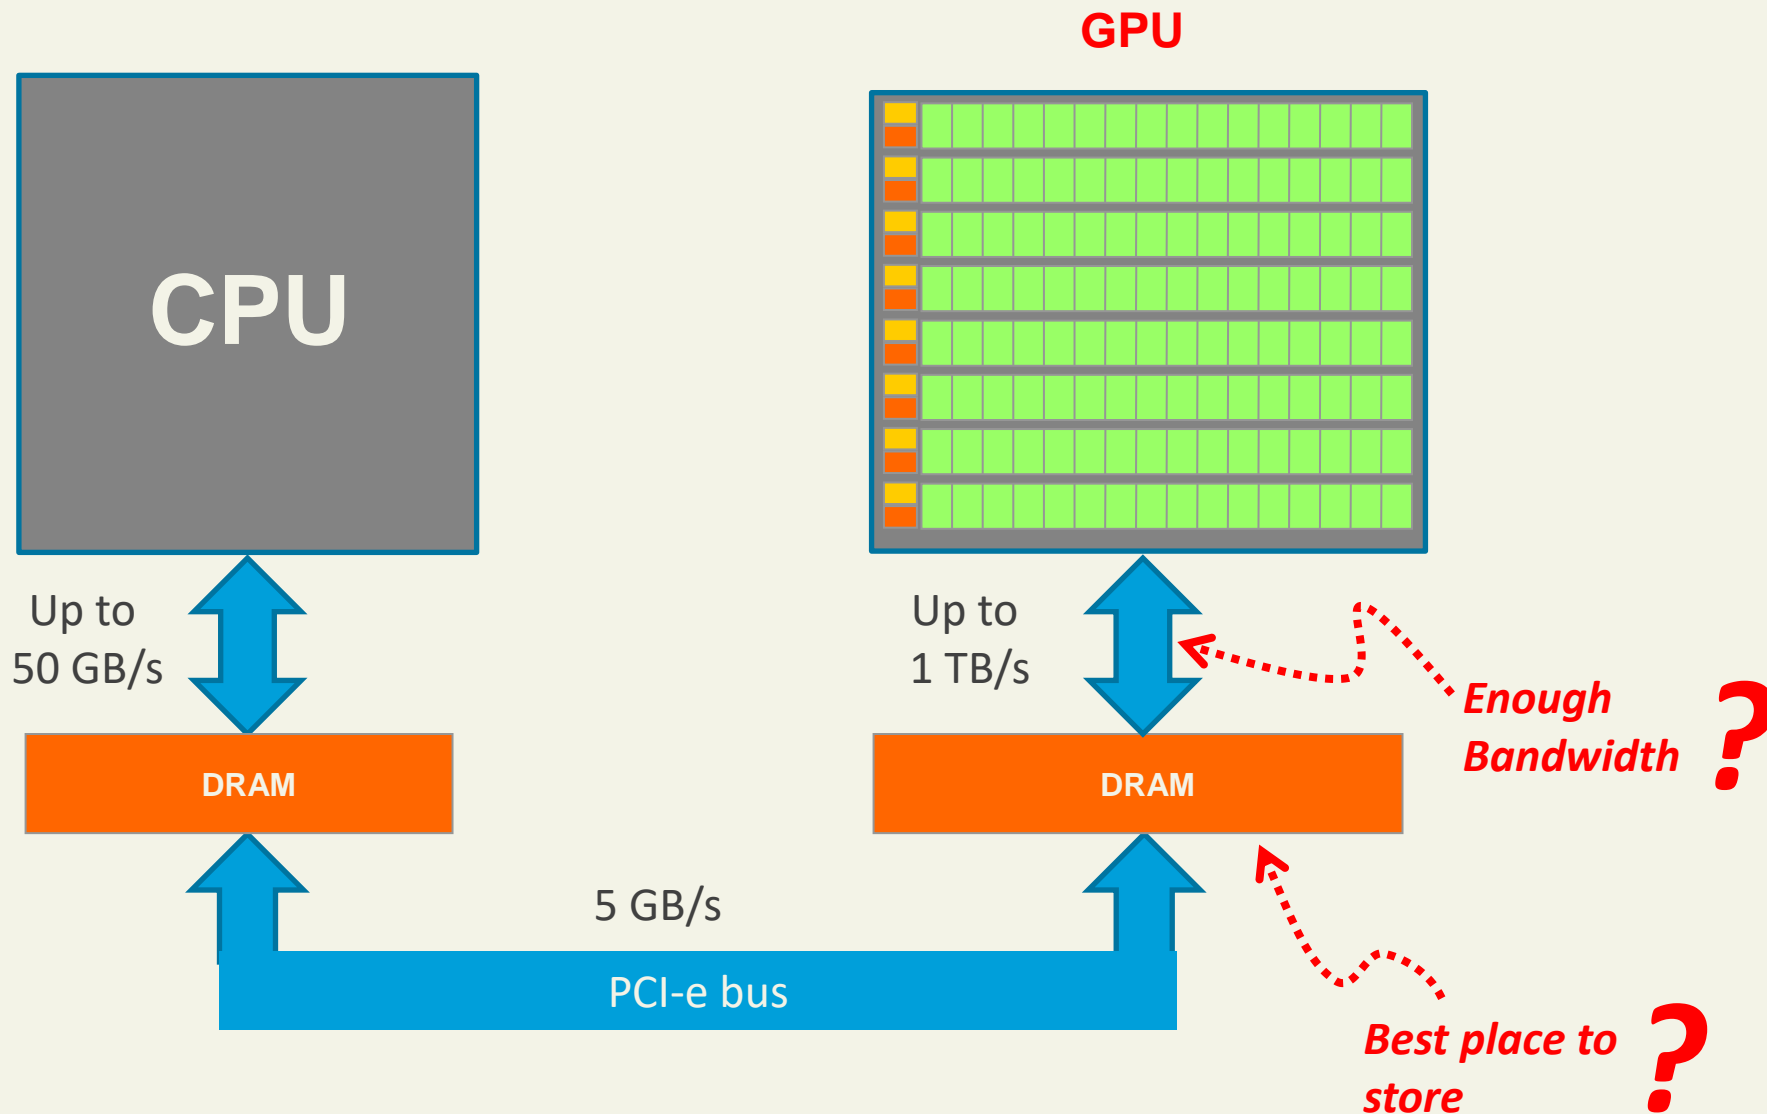 GPU
CPU
Up to
50 GB/s
Up to
1 TB/s
Enough
Bandwidth
?
DRAM
DRAM
5 GB/s
PCI-e bus
Best place to
store
?